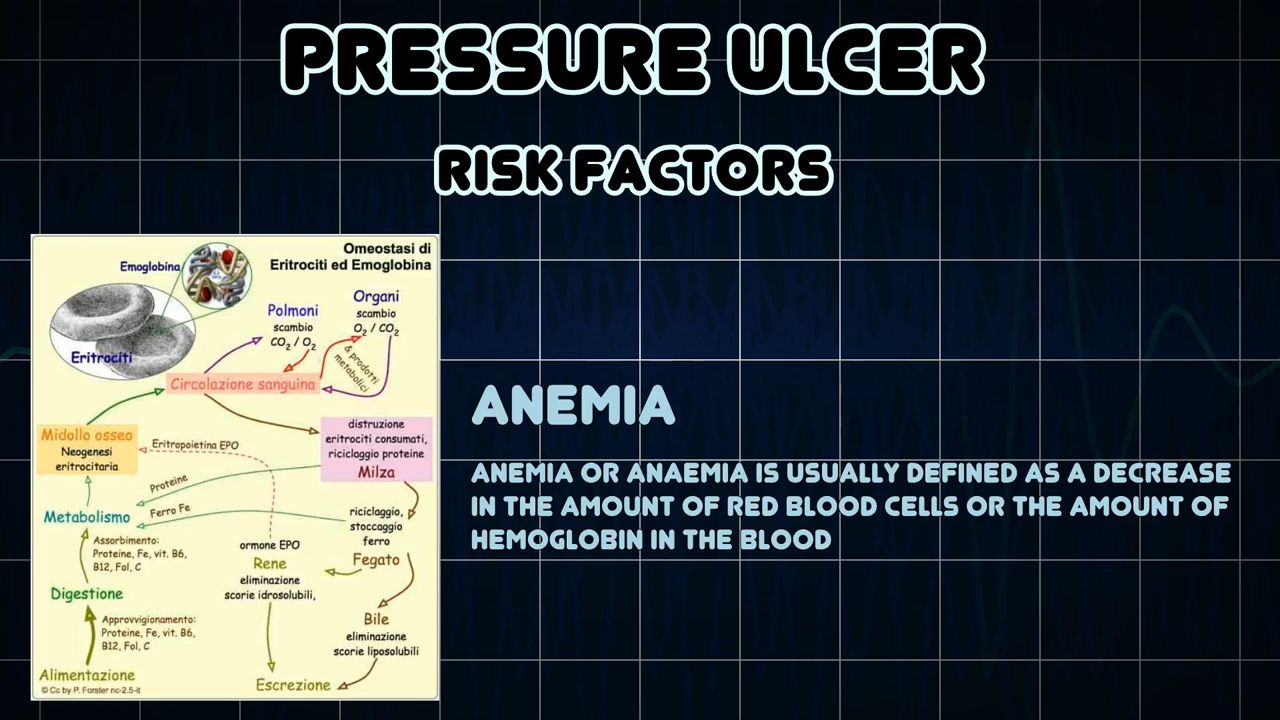 PRESSURE ULCER
RISK FACTORS
Omeostasi di
Eritrociti ed Emoglobina
Emoglobina
Eritrociti
Polmoni
scambio
CO2 / O2
Organi
scambio
O2 / CO2
& prodotti
metabolici
Circolazione sanguina
Midollo osseo
Neogenesi
eritrocitaria
Eritropoietina EPO
distruzione
eritrociti consumati,
riciclaggio proteine
Milza
Proteine
Ferro Fe
Metabolismo
riciclaggio,
stoccaggio
ferro
Fegato
Assorbimento:
Proteine, Fe, vit. B6,
B12, Fol, C
ormone EPO
Rene
eliminazione
scorie idrosolubili,
Digestione
Approvvigionamento:
Proteine, Fe, vit. B6,
B12, Fol, C
Bile
eliminazione
scorie liposolubili
Alimentazione
Escrezione
© Cc by P. Forster nc-2.5-it
ANEMIA
ANEMIA OR ANAEMIA IS USUALLY DEFINED AS A DECREASE
IN THE AMOUNT OF RED BLOOD CELLS OR THE AMOUNT OF
HEMOGLOBIN IN THE BLOOD